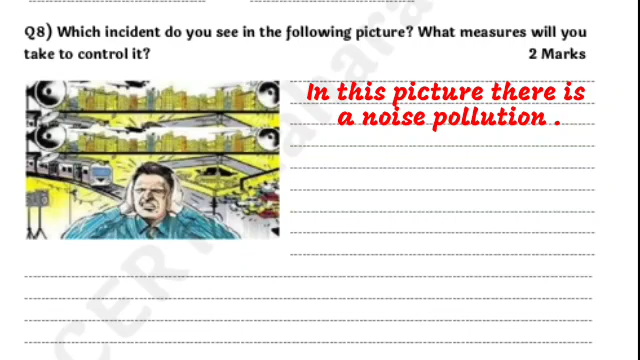 Q8) Which incident do you see in the following picture? What measures will you
take to control it? 2 Marks
In this picture there is
a noise pollution .